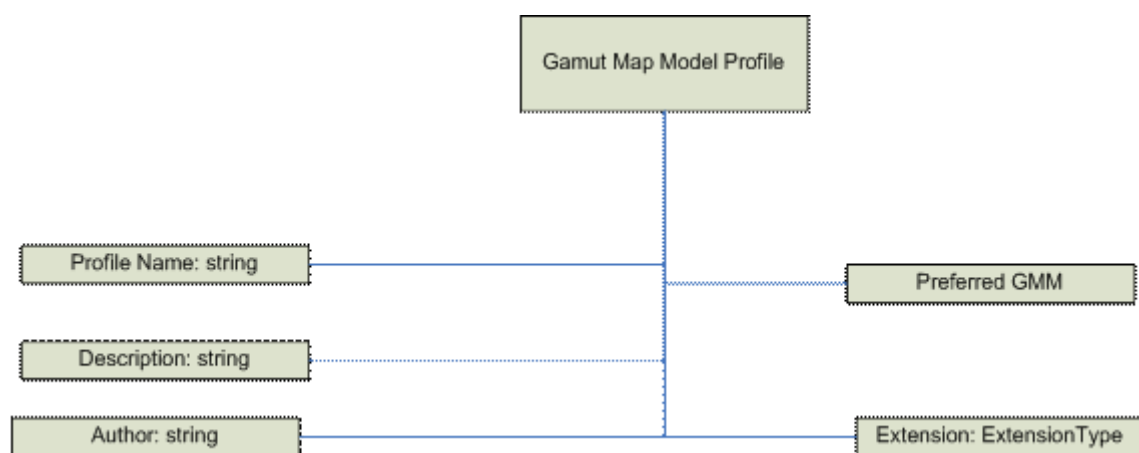 Gamut Map Model Profile
Profile Name: string
Preferred GMM
Description: string
Author: string
Extension: ExtensionType